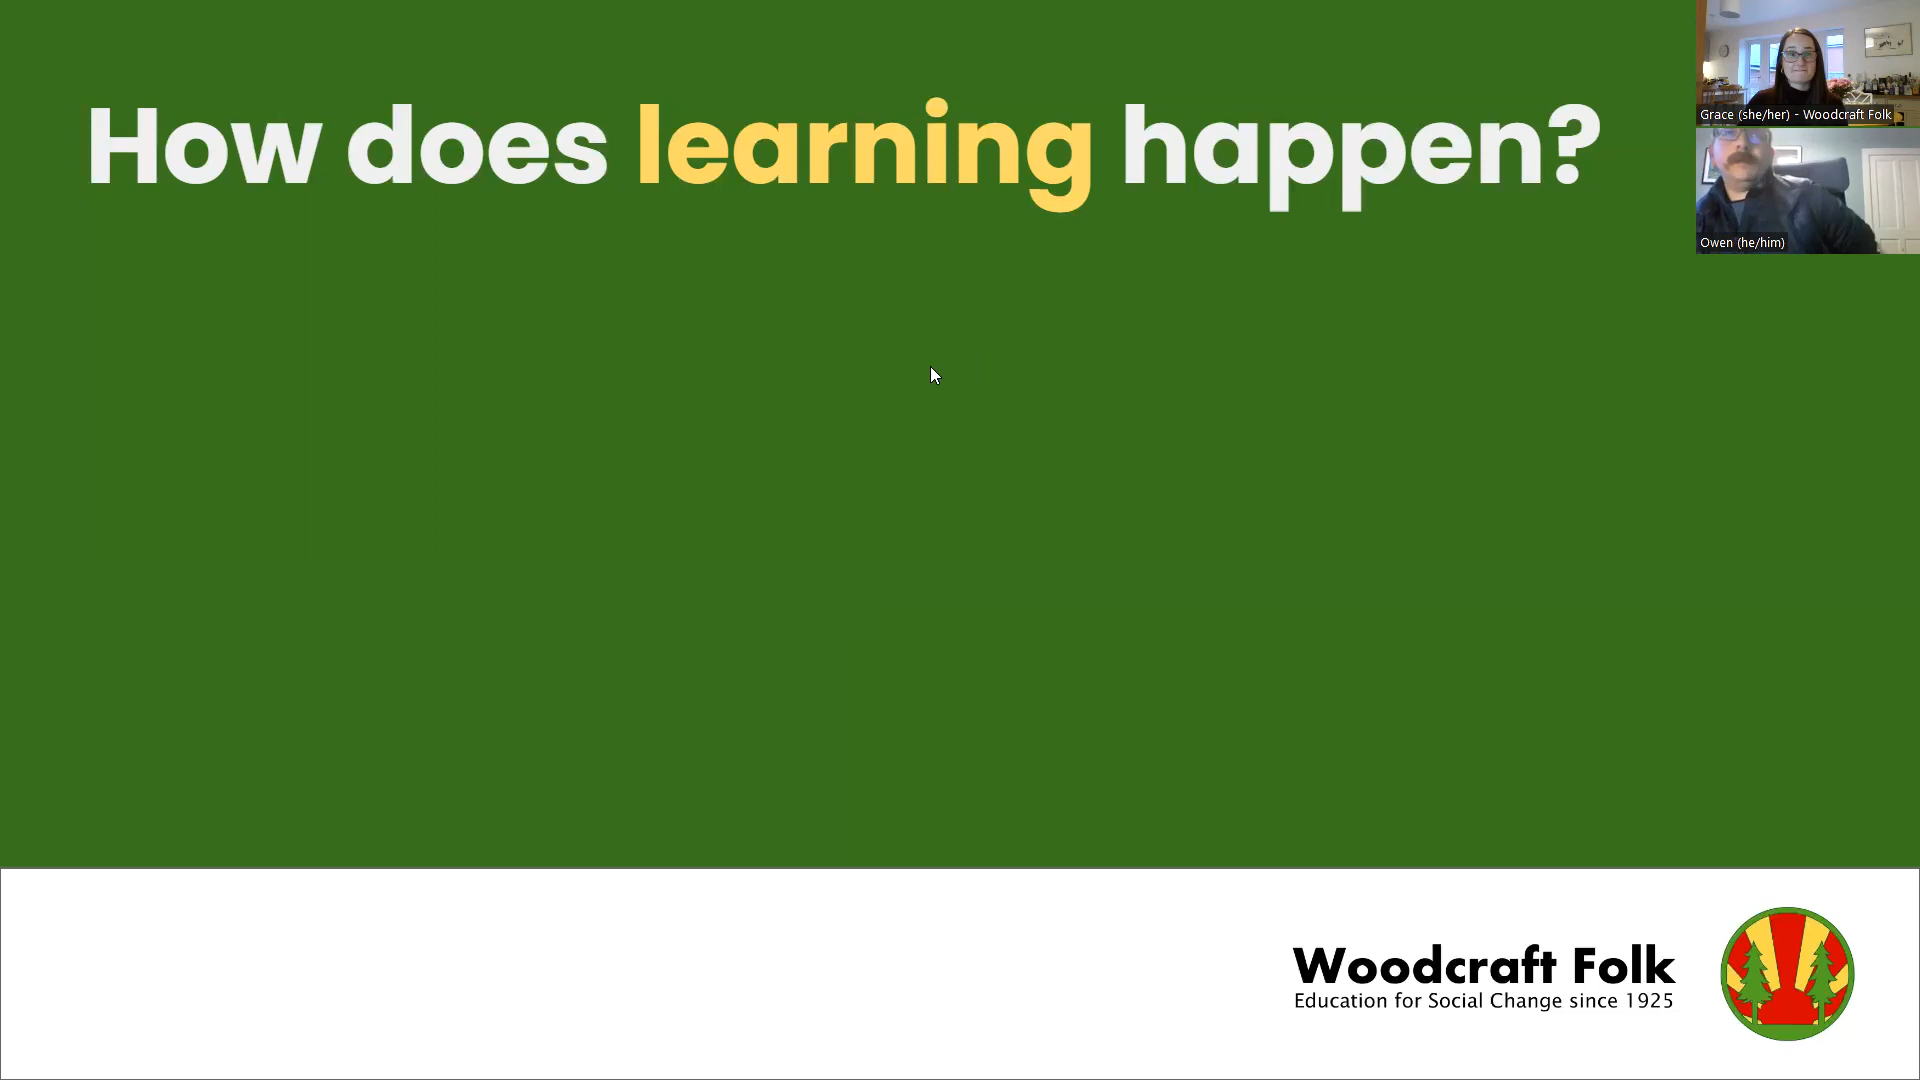 How does learning happen?
Grace (she/her) - Woodcraft Folk
Owen (he/him)
Woodcraft Folk
Education for Social Change since 1925